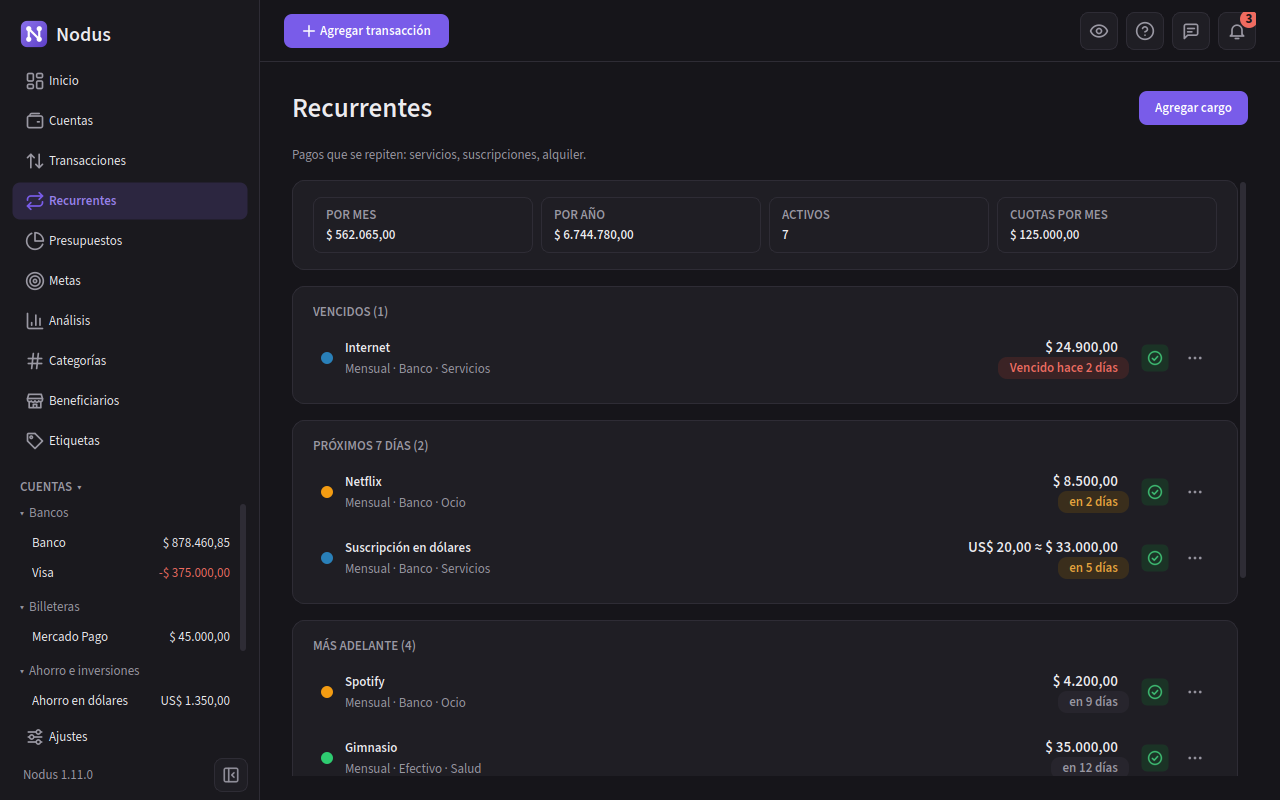 Nodus
Inicio
Cuentas
Transacciones
Recurrentes
Presupuestos
Metas
Análisis
Categorías
Beneficiarios
Etiquetas
CUENTAS
Bancos
Banco $ 878.460,85
Visa -$ 375.000,00
Billeteras
Mercado Pago $ 45.000,00
Ahorro e inversiones
Ahorro en dólares US$ 1.350,00
Ajustes
Nodus 1.11.0
Agregar transacción
3
Recurrentes
Agregar cargo
Pagos que se repiten: servicios, suscripciones, alquiler.
POR MES
$ 562.065,00
POR AÑO
$ 6.744.780,00
ACTIVOS
7
CUOTAS POR MES
$ 125.000,00
VENCIDOS (1)
Internet $ 24.900,00
Mensual · Banco · Servicios Vencido hace 2 días
PRÓXIMOS 7 DÍAS (2)
Netflix $ 8.500,00
Mensual · Banco · Ocio en 2 días
Suscripción en dólares US$ 20,00 ≈ $ 33.000,00
Mensual · Banco · Servicios en 5 días
MÁS ADELANTE (4)
Spotify $ 4.200,00
Mensual · Banco · Ocio en 9 días
Gimnasio $ 35.000,00
Mensual · Efectivo · Salud en 12 días